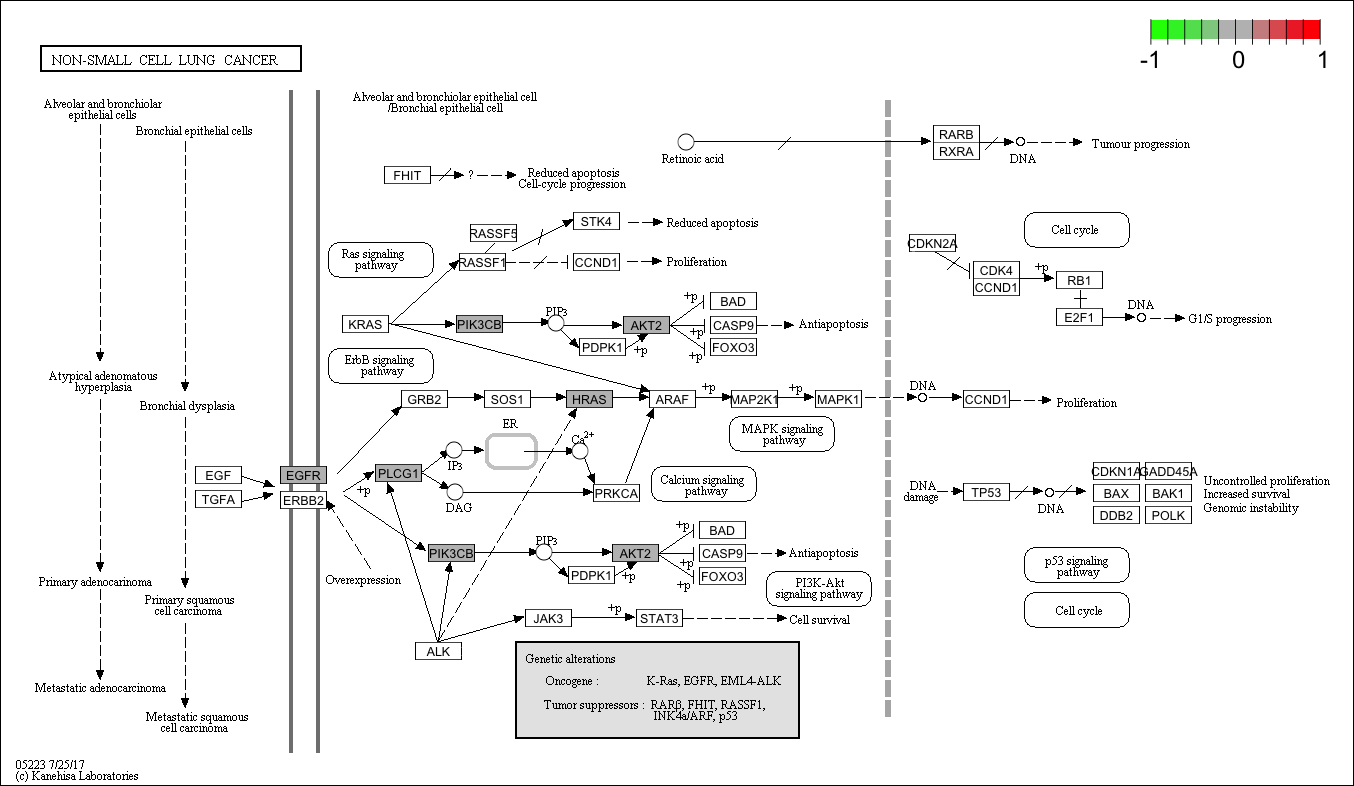 -1 0 1
NON-SMALL CELL LUNG CANCER
Alveolar and bronchiolar
epithelial cells
Bronchial epithelial cells
Alveolar and bronchiolar epithelial cell
/Bronchial epithelial cell
Retinoic acid
RARB
RXRA
DNA
Tumour progression
FHIT
?
Reduced apoptosis
Cell-cycle progression
RASSF5
STK4
Reduced apoptosis
Ras signaling
pathway
RASSF1
CCND1
Proliferation
CDKN2A
Cell cycle
CDK4
CCND1
+p
RB1
E2F1
DNA
G1/S progression
KRAS
PIK3CB
PIP3
PDPK1
+p
AKT2
+p
+p
+p
BAD
CASP9
FOXO3
Antiapoptosis
ErbB signaling
pathway
Atypical adenomatous
hyperplasia
Bronchial dysplasia
GRB2
SOS1
HRAS
ARAF
+p
MAP2K1
+p
MAPK1
DNA
CCND1
Proliferation
MAPK signaling
pathway
ER
IP3
Ca2+
EGF
TGFA
EGFR
ERBB2
+p
PLCG1
DAG
PRKCA
Calcium signaling
pathway
DNA
damage
TP53
DNA
CDKN1A
GADD45A
BAX
BAK1
DDB2
POLK
Uncontrolled proliferation
Increased survival
Genomic instability
Overexpression
PIK3CB
PIP3
PDPK1
+p
AKT2
+p
+p
+p
BAD
CASP9
FOXO3
Antiapoptosis
PI3K-Akt
signaling pathway
p53 signaling
pathway
Cell cycle
Primary adenocarinoma
Primary squamous
cell carcinoma
JAK3
+p
STAT3
Cell survival
ALK
Genetic alterations
Oncogene : K-Ras, EGFR, EML4-ALK
Tumor suppressors : RARβ, FHIT, RASSF1,
INK4a/ARF, p53
Metastatic adenocarcinoma
Metastatic squamous
cell carcinoma
05223 7/25/17
(c) Kanehisa Laboratories